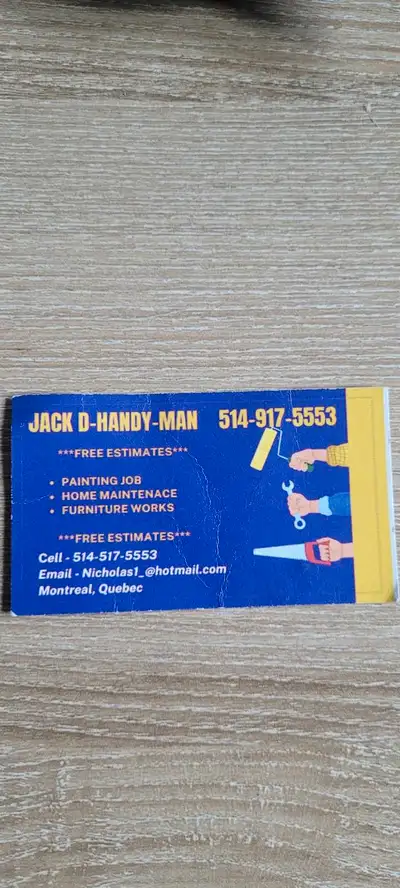 JACK D-HANDY-MAN 514-917-5553
***FREE ESTIMATES***
• PAINTING JOB
• HOME MAINTENACE
• FURNITURE WORKS
***FREE ESTIMATES***
Cell - 514-517-5553
Email - Nicholas1_@hotmail.com
Montreal, Quebec